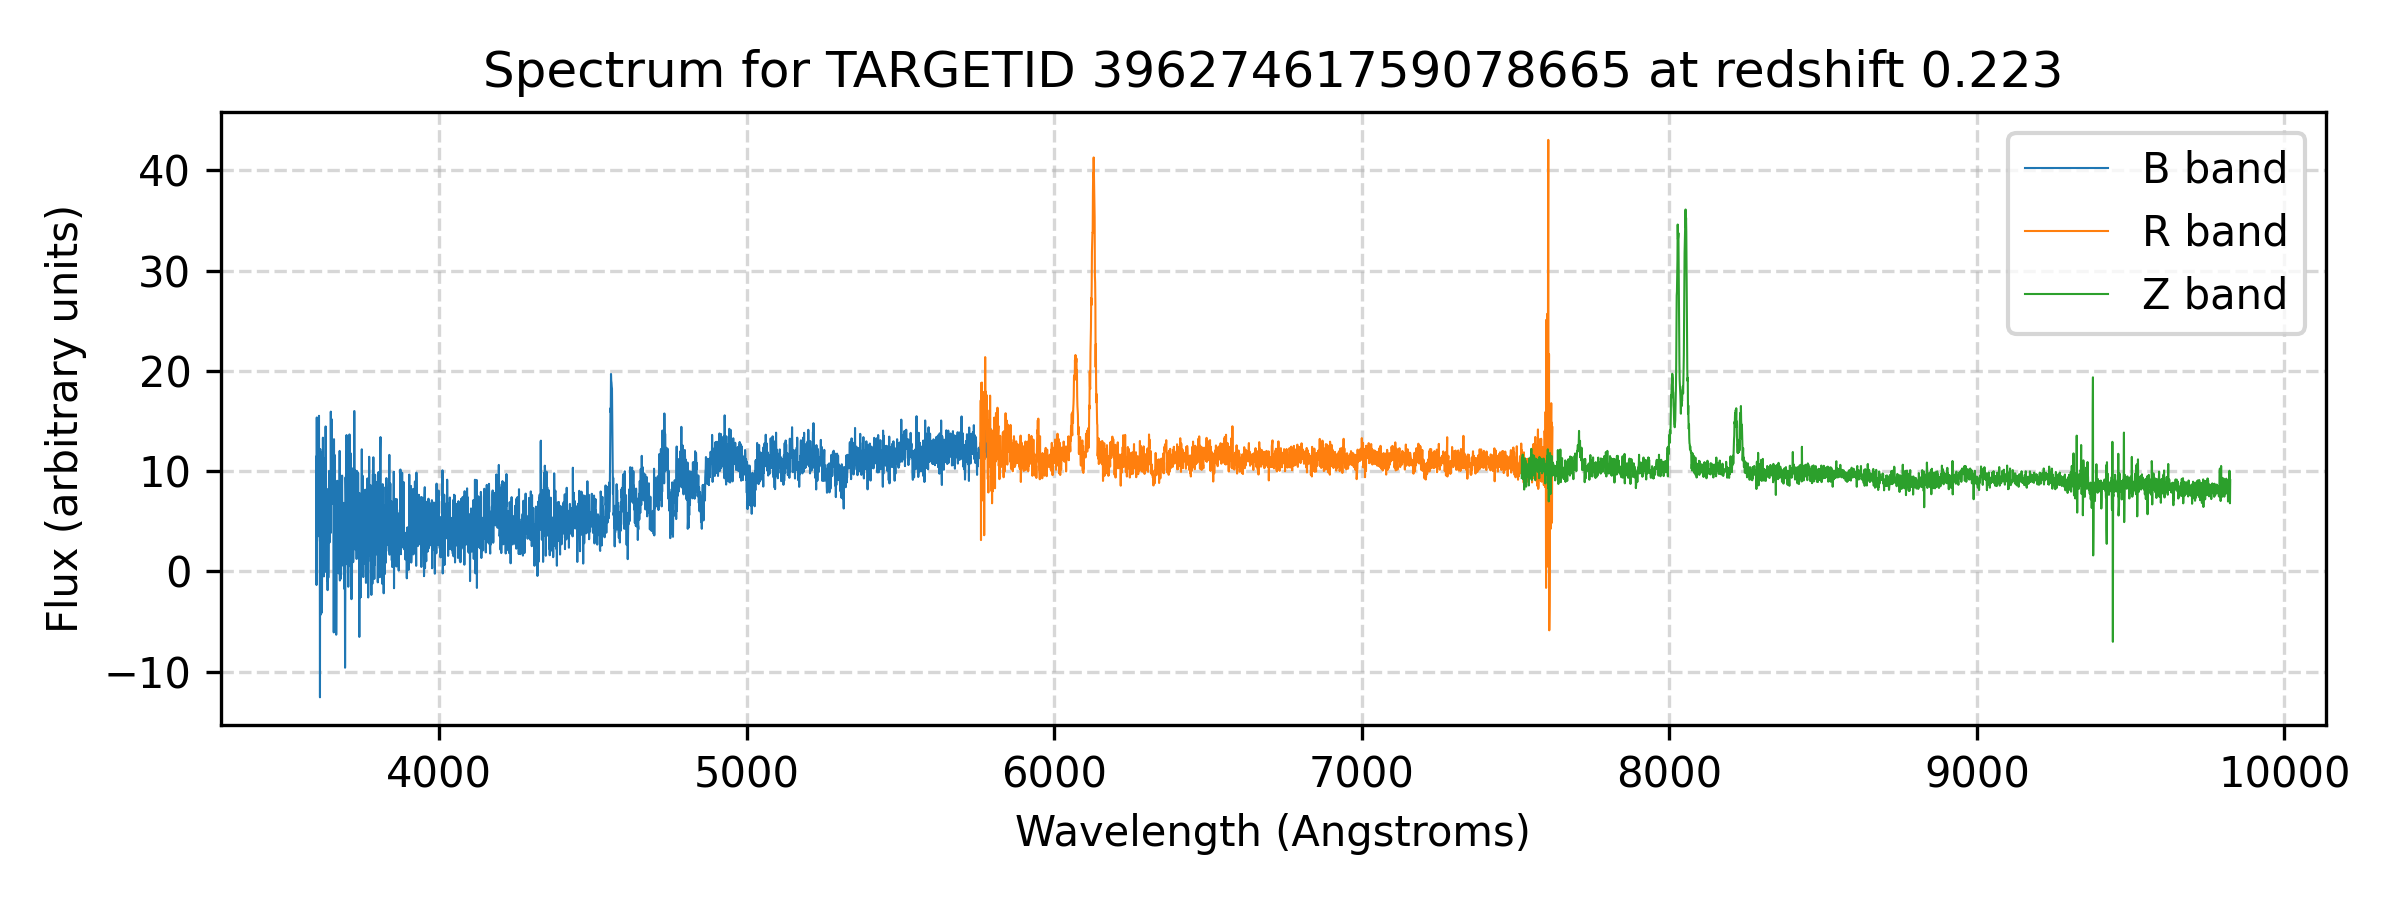 Spectrum for TARGETID 39627461759078665 at redshift 0.223
Flux (arbitrary units)
40
30
20
10
0
−10
B band
R band
Z band
4000 5000 6000 7000 8000 9000 10000
Wavelength (Angstroms)